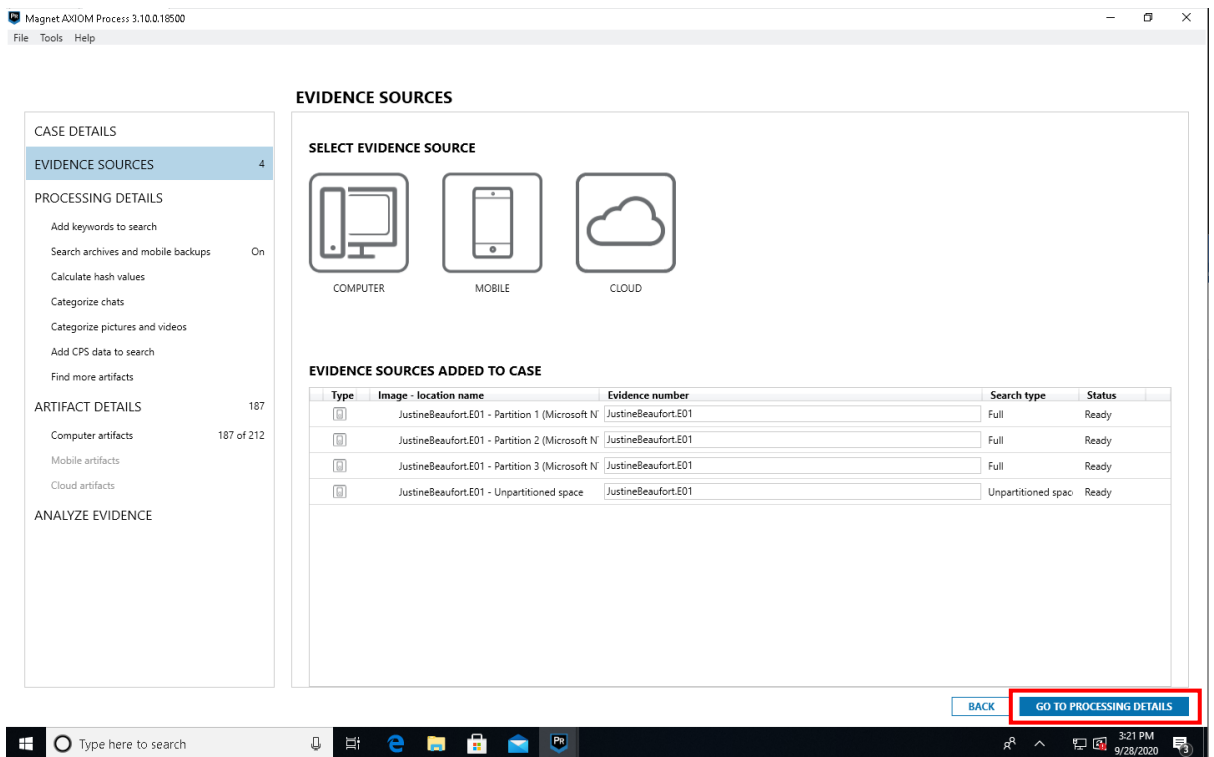 Magnet AXIOM Process 3.10.0.18500
File Tools Help
EVIDENCE SOURCES
CASE DETAILS
EVIDENCE SOURCES 4
PROCESSING DETAILS
Add keywords to search
Search archives and mobile backups On
Calculate hash values
Categorize chats
Categorize pictures and videos
Add CPS data to search
Find more artifacts
ARTIFACT DETAILS 187
Computer artifacts 187 of 212
Mobile artifacts
Cloud artifacts
ANALYZE EVIDENCE
SELECT EVIDENCE SOURCE
COMPUTER MOBILE CLOUD
EVIDENCE SOURCES ADDED TO CASE
Type Image - location name Evidence number Search type Status
JustineBeaufort.E01 - Partition 1 (Microsoft N JustineBeaufort.E01 Full Ready
JustineBeaufort.E01 - Partition 2 (Microsoft N JustineBeaufort.E01 Full Ready
JustineBeaufort.E01 - Partition 3 (Microsoft N JustineBeaufort.E01 Full Ready
JustineBeaufort.E01 - Unpartitioned space JustineBeaufort.E01 Unpartitioned spac Ready
BACK GO TO PROCESSING DETAILS
Type here to search PR 3:21 PM
9/28/2020 3